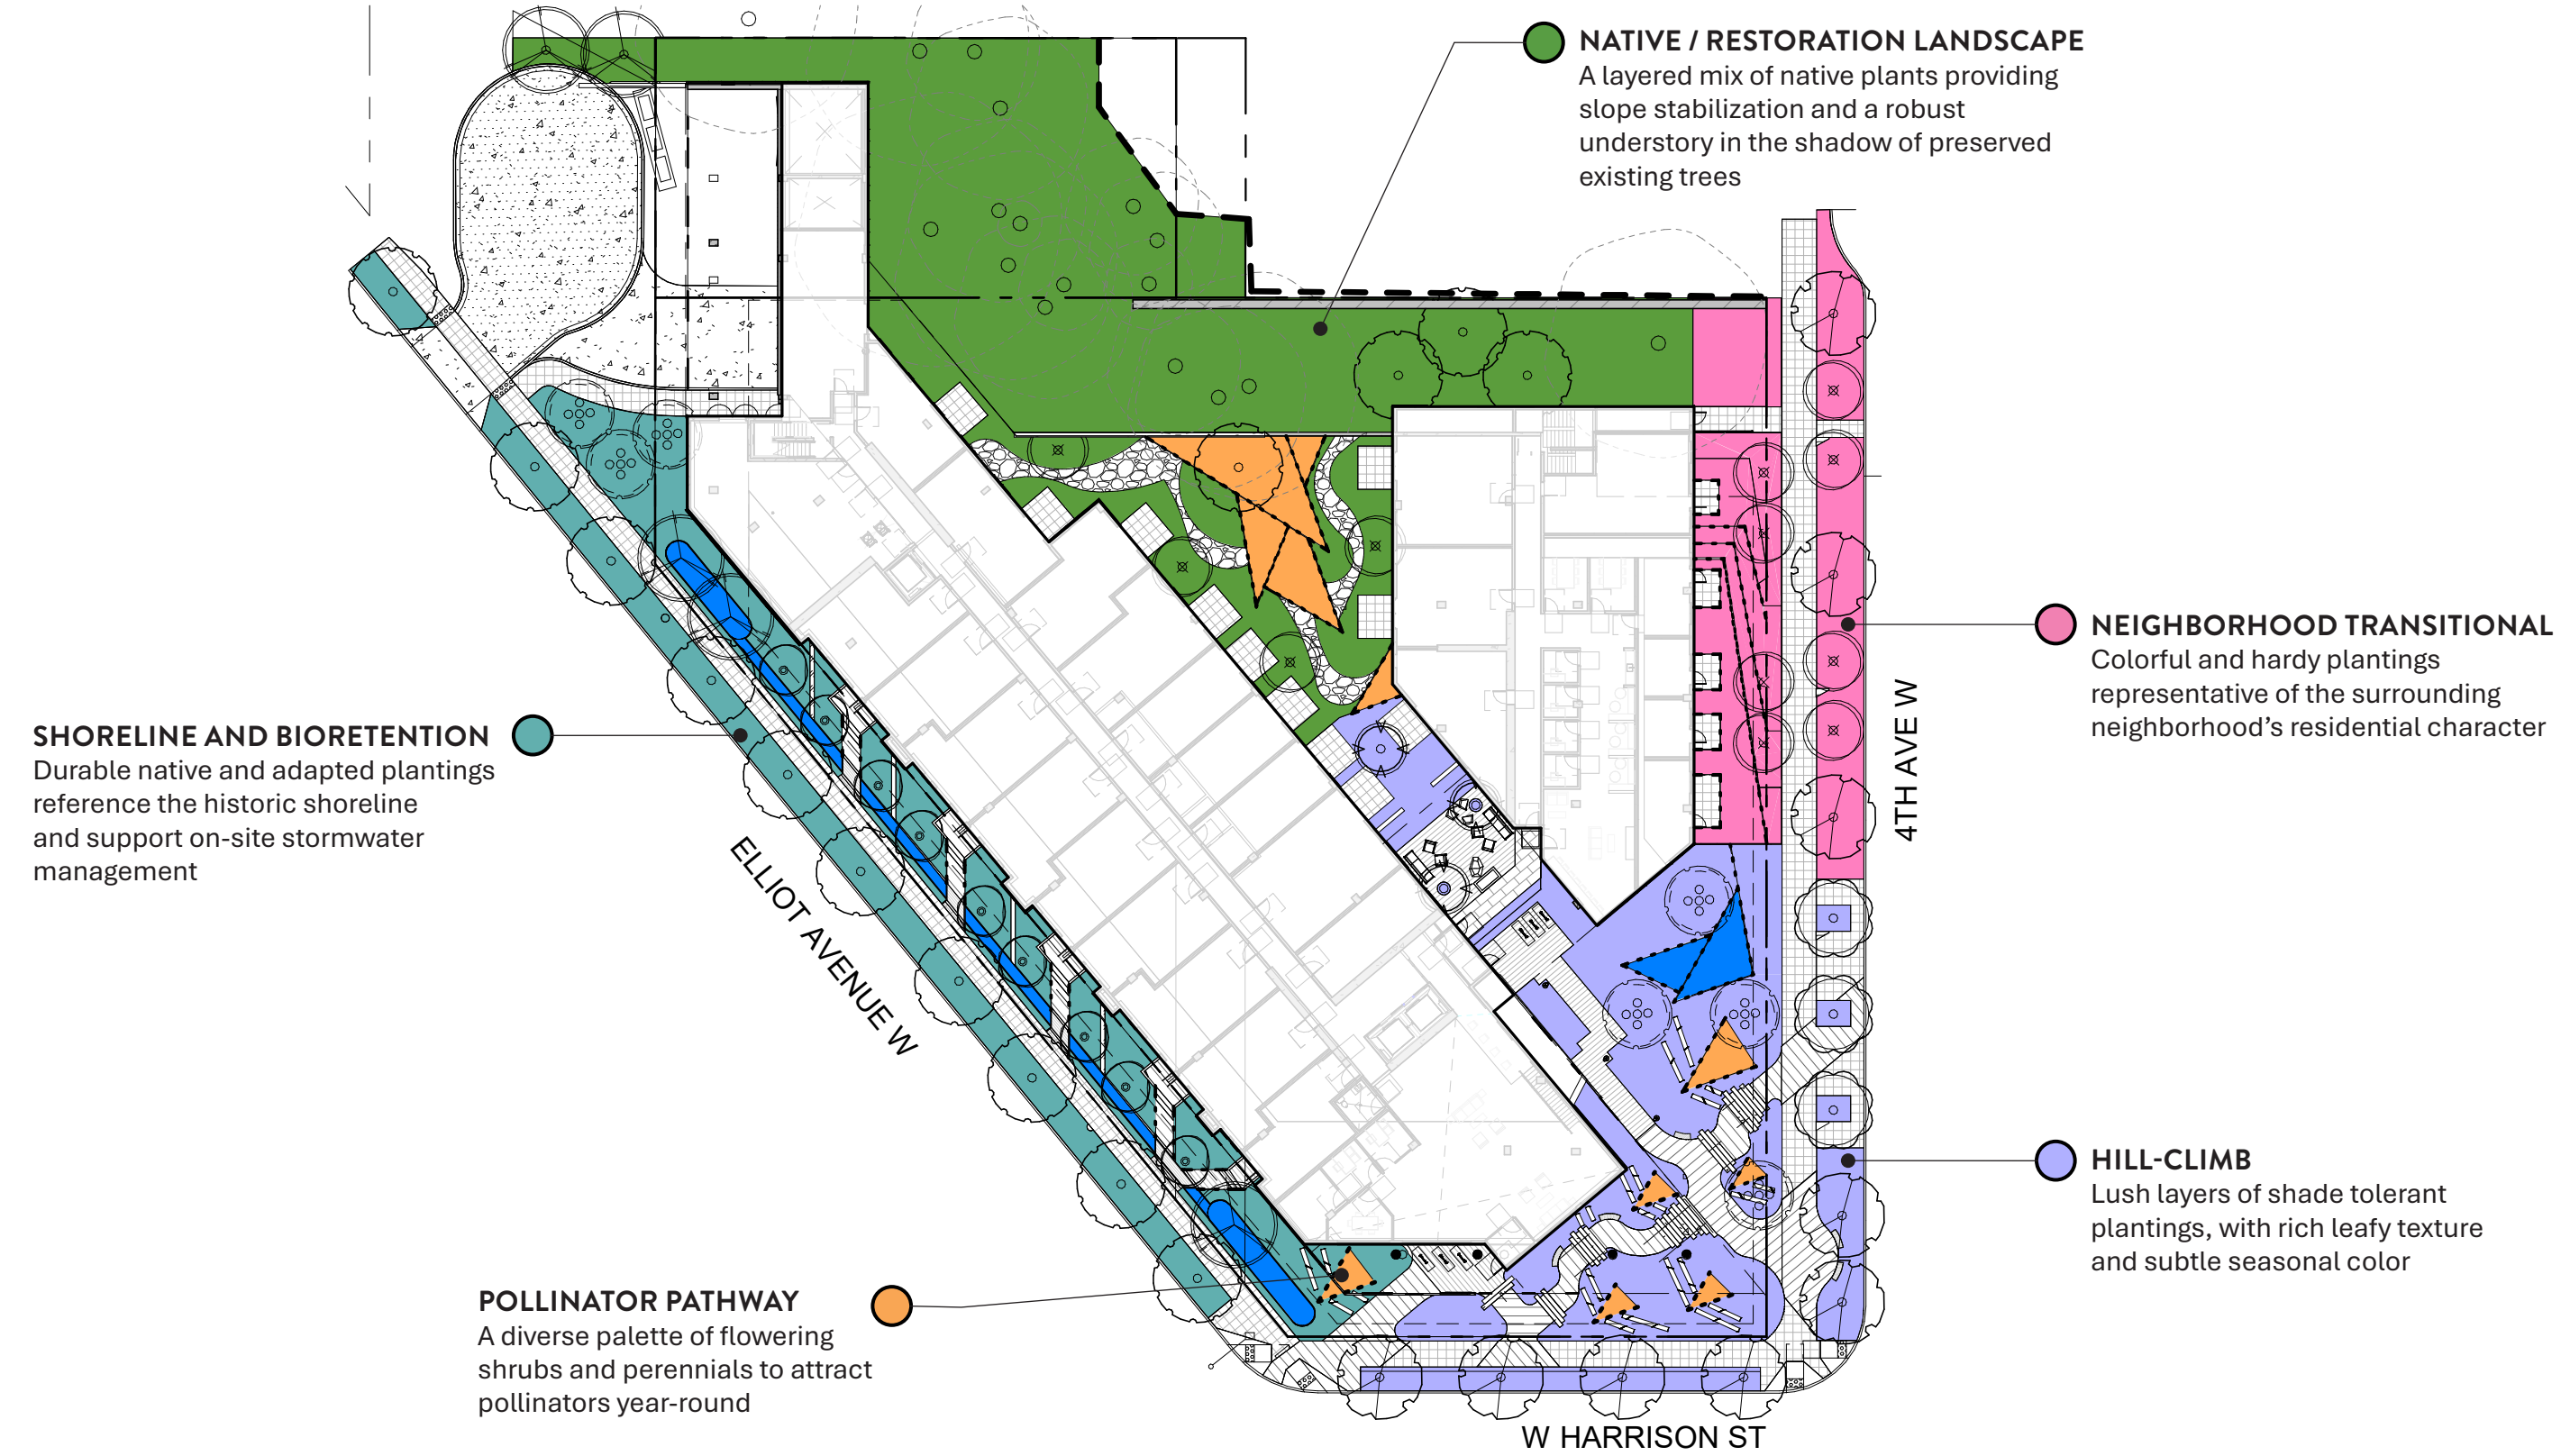 NATIVE / RESTORATION LANDSCAPE
A layered mix of native plants providing
slope stabilization and a robust
understory in the shadow of preserved
existing trees
NEIGHBORHOOD TRANSITIONAL
Colorful and hardy plantings
representative of the surrounding
neighborhood's residential character
4TH AVE W
SHORELINE AND BIORETENTION
Durable native and adapted plantings
reference the historic shoreline
and support on-site stormwater
management
ELLIOT AVENUE W
HILL-CLIMB
Lush layers of shade tolerant
plantings, with rich leafy texture
and subtle seasonal color
POLLINATOR PATHWAY
A diverse palette of flowering
shrubs and perennials to attract
pollinators year-round
W HARRISON ST